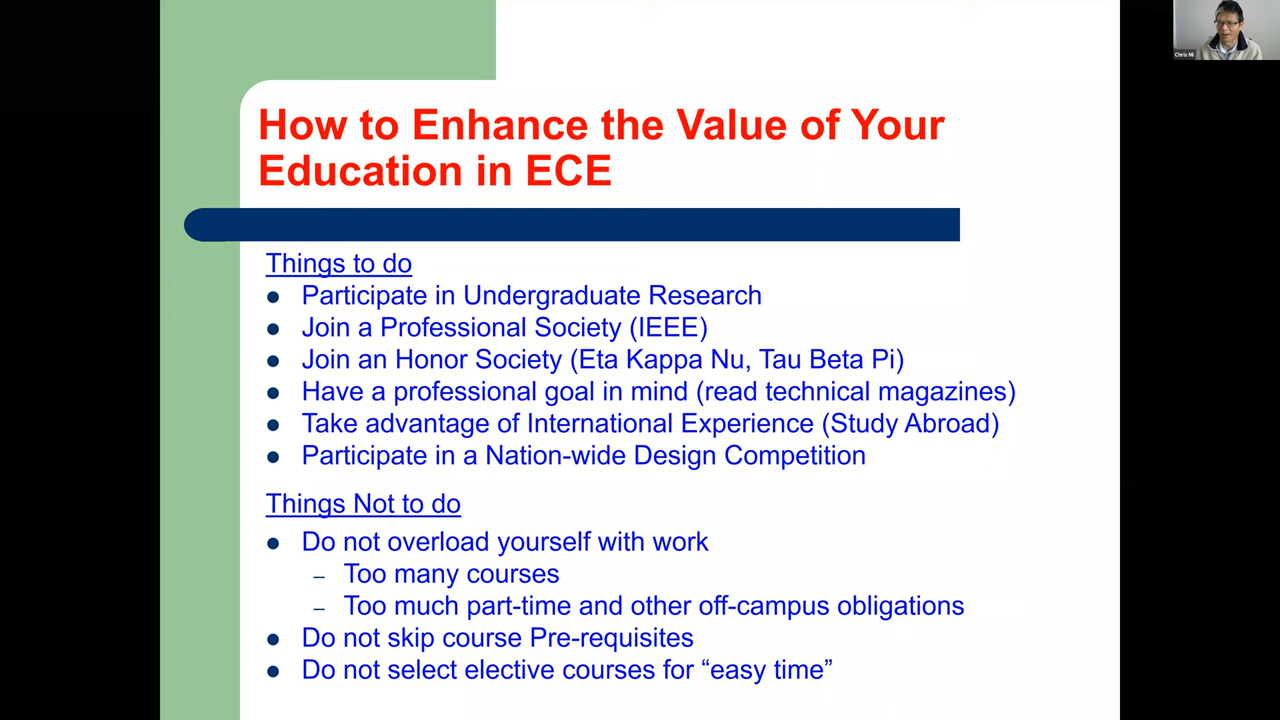 Chris Mi
How to Enhance the Value of Your
Education in ECE
Things to do
● Participate in Undergraduate Research
● Join a Professional Society (IEEE)
● Join an Honor Society (Eta Kappa Nu, Tau Beta Pi)
● Have a professional goal in mind (read technical magazines)
● Take advantage of International Experience (Study Abroad)
● Participate in a Nation-wide Design Competition
Things Not to do
● Do not overload yourself with work
– Too many courses
– Too much part-time and other off-campus obligations
● Do not skip course Pre-requisites
● Do not select elective courses for “easy time”